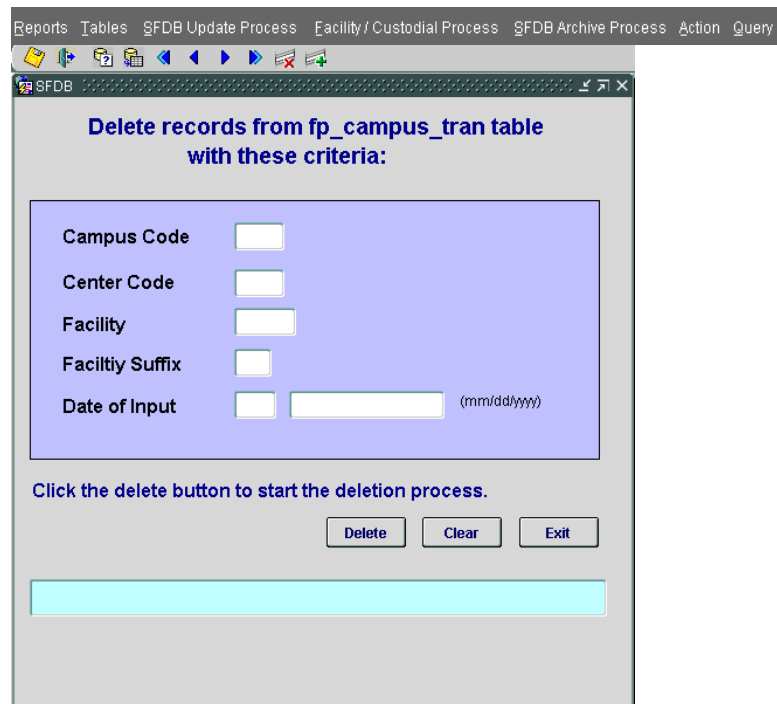 Reports Tables SFDB Update Process Facility / Custodial Process SFDB Archive Process Action Query
SFDB
Delete records from fp_campus_tran table
with these criteria:
Campus Code
Center Code
Facility
Faciltiy Suffix
Date of Input (mm/dd/yyyy)
Click the delete button to start the deletion process.
Delete Clear Exit